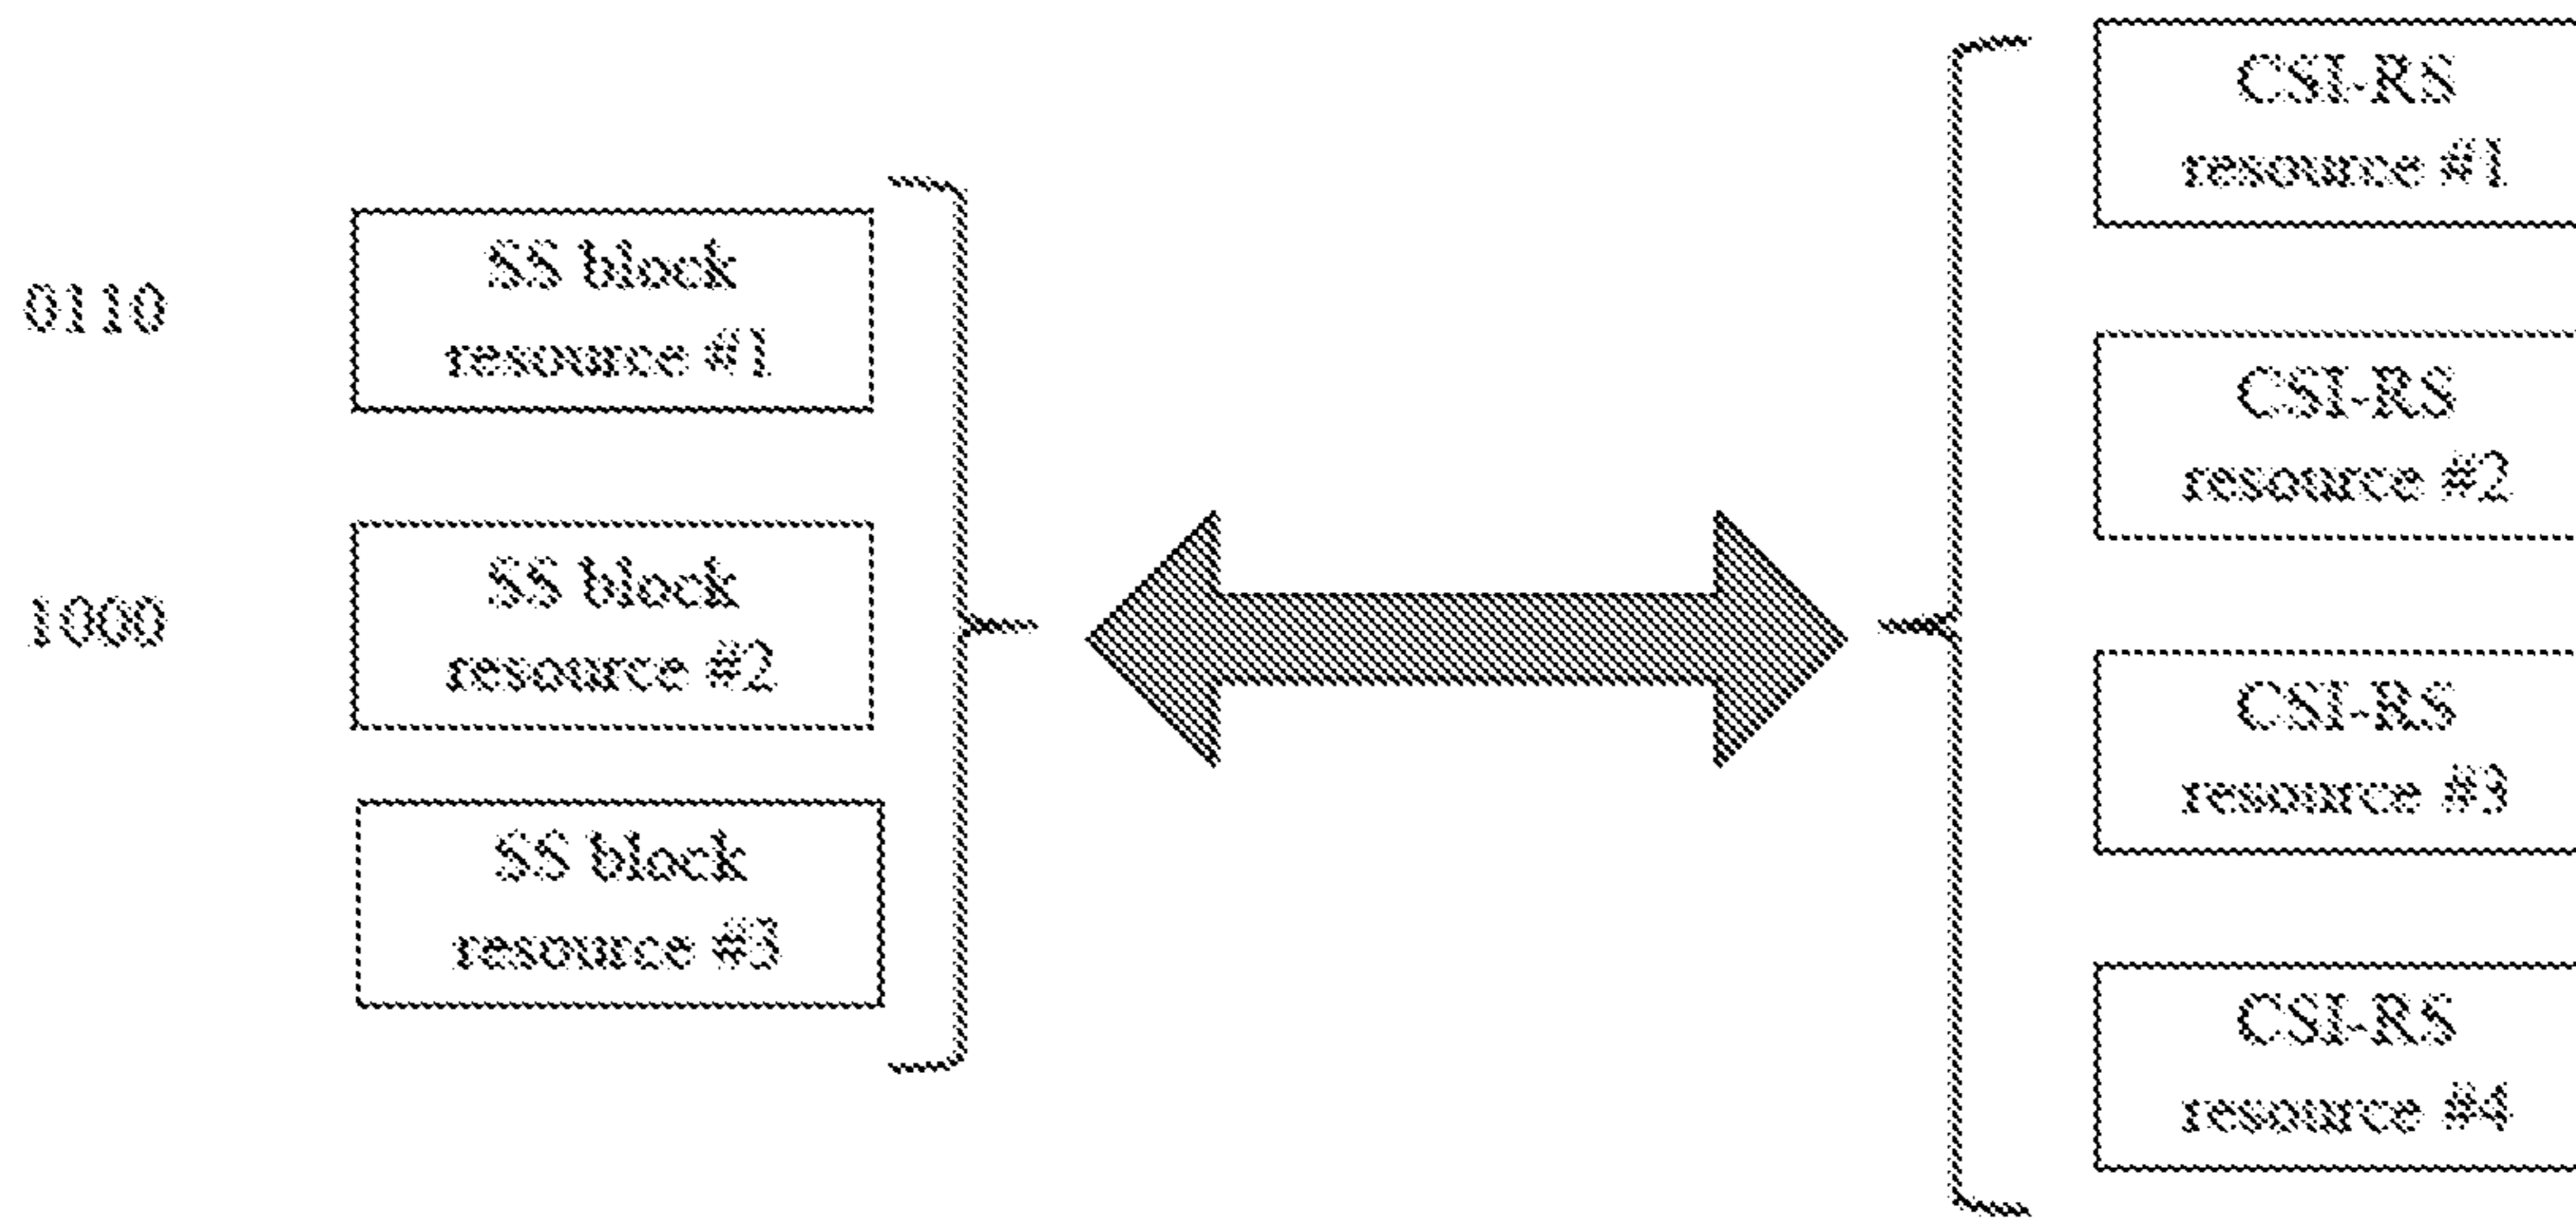 0110
1000
SS block
resource #1
SS block
resource #2
SS block
resource #3
CSI-RS
resource #1
CSI-RS
resource #2
CSI-RS
resource #3
CSI-RS
resource #4